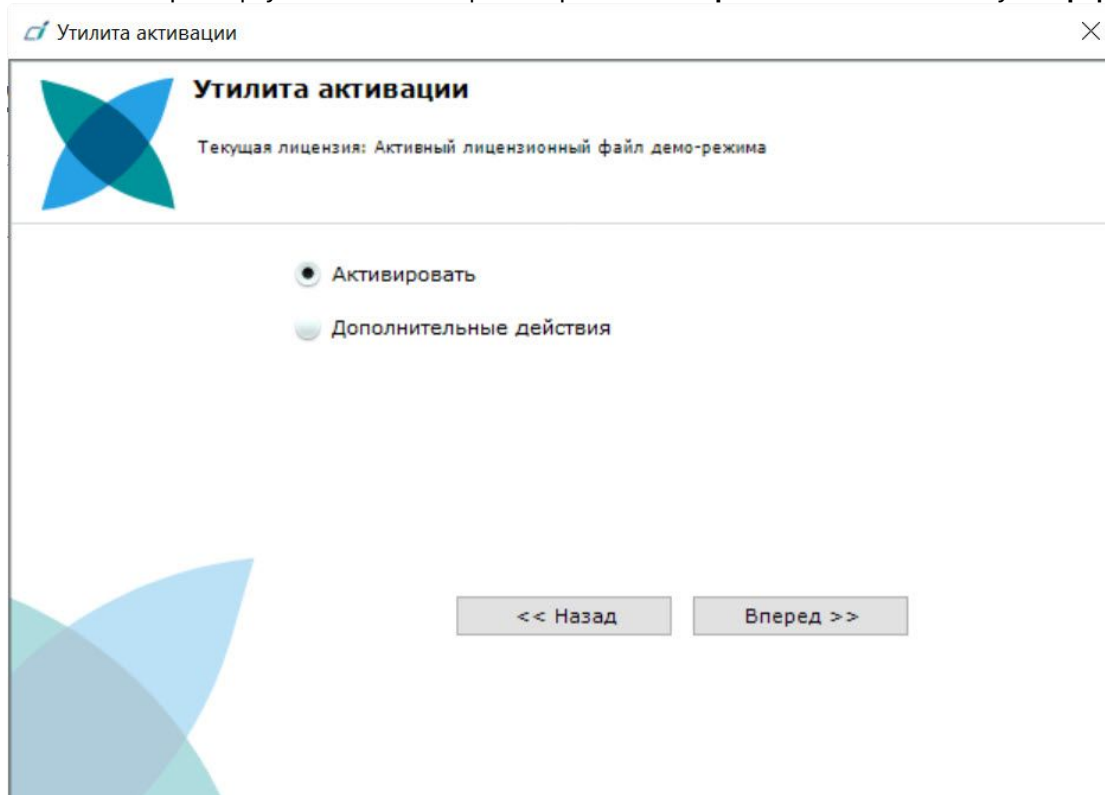 Утилита активации
Утилита активации
Текущая лицензия: Активный лицензионный файл демо-режима
Активировать
Дополнительные действия
<< Назад
Вперед >>